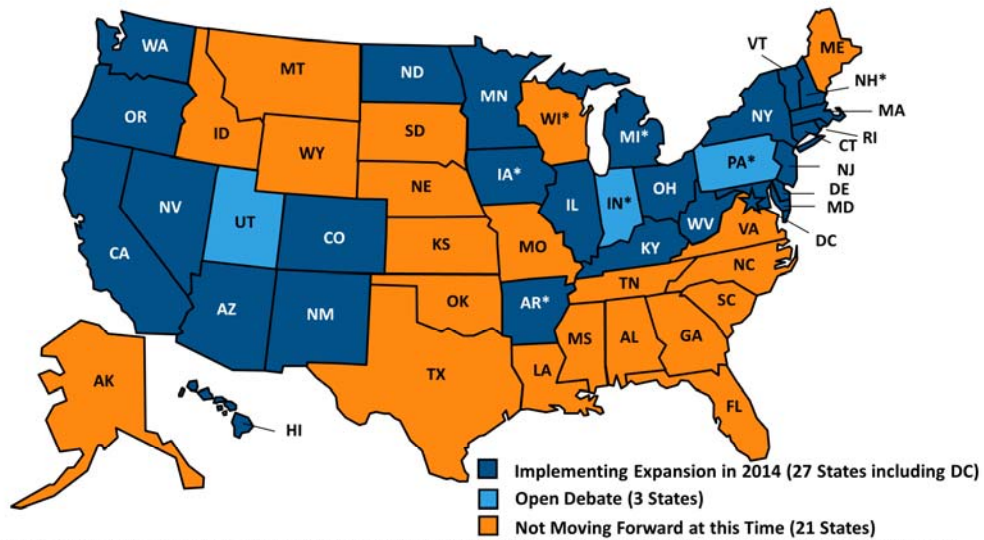 WA
MT
ND
MN
VT
ME
NH*
OR
ID
SD
WI*
MI*
NY
MA
WY
RI
CT
NE
IA*
PA*
NJ
NV
UT
IL
IN*
OH
DE
MD
CA
CO
KS
MO
KY
WV
VA
DC
AZ
NM
OK
AR*
TN
NC
SC
TX
LA
MS
AL
GA
AK
FL
HI
Implementing Expansion in 2014 (27 States including DC)
Open Debate (3 States)
Not Moving Forward at this Time (21 States)